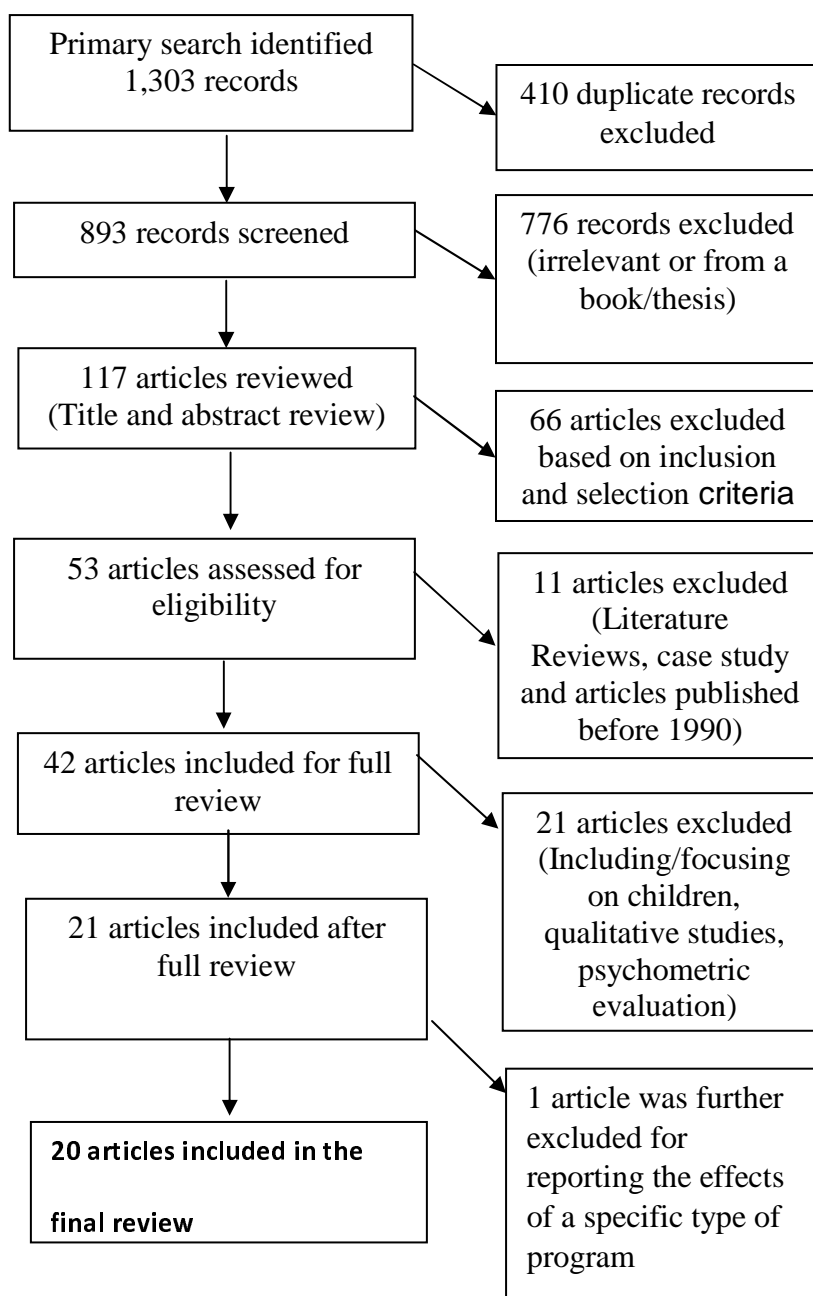 Primary search identified
1,303 records
410 duplicate records
excluded
893 records screened
776 records excluded
(irrelevant or from a
book/thesis)
117 articles reviewed
(Title and abstract review)
66 articles excluded
based on inclusion
and selection criteria
53 articles assessed for
eligibility
11 articles excluded
(Literature
Reviews, case study
and articles published
before 1990)
42 articles included for full
review
21 articles excluded
(Including/focusing
on children,
qualitative studies,
psychometric
evaluation)
21 articles included after
full review
1 article was further
excluded for
reporting the effects
of a specific type of
program
20 articles included in the
final review